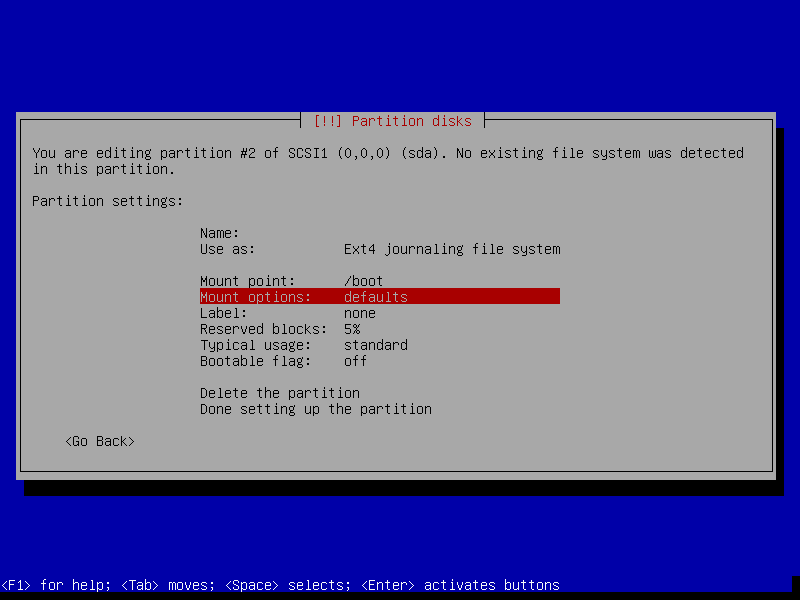 [!!] Partition disks
You are editing partition #2 of SCSI1 (0,0,0) (sda). No existing file system was detected
in this partition.
Partition settings:
Name:
Use as: Ext4 journaling file system
Mount point: /boot
Mount options: defaults
Label: none
Reserved blocks: 5%
Typical usage: standard
Bootable flag: off
Delete the partition
Done setting up the partition
<Go Back>
<F1> for help; <Tab> moves; <Space> selects; <Enter> activates buttons